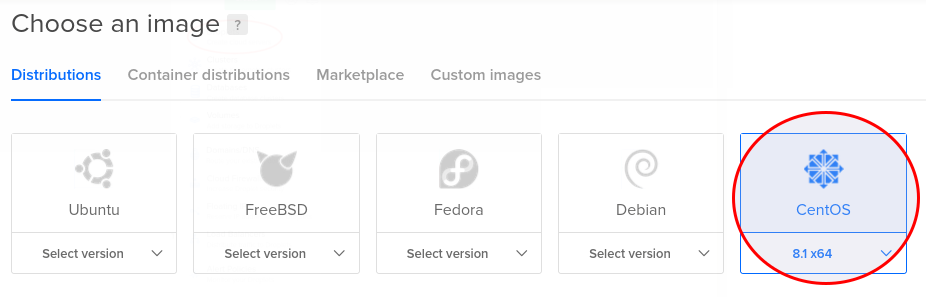 Choose an image ?
Distributions Container distributions Marketplace Custom images
Ubuntu FreeBSD Fedora Debian CentOS
Select version Select version Select version Select version 8.1 x64